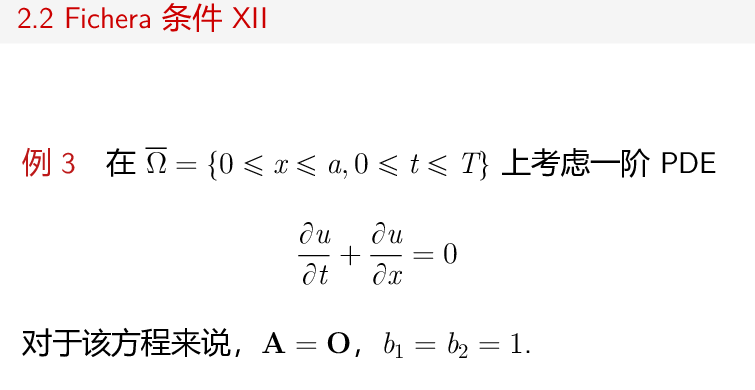 2.2 Fichera 条件 XII
例 3 在 $\overline{\Omega} = \{0 \leqslant x \leqslant a, 0 \leqslant t \leqslant T\}$ 上考虑一阶 PDE
$\frac{\partial u}{\partial t} + \frac{\partial u}{\partial x} = 0$
对于该方程来说，$\mathbf{A} = \mathbf{O}$，$b_1 = b_2 = 1.$